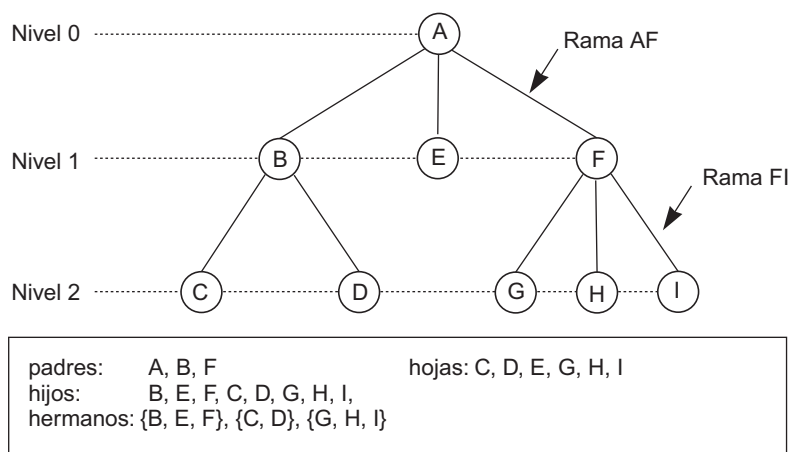 Nivel 0
A
Rama AF
Nivel 1
B
E
F
Rama FI
Nivel 2
C
D
G
H
I
padres: A, B, F hojas: C, D, E, G, H, I
hijos: B, E, F, C, D, G, H, I,
hermanos: {B, E, F}, {C, D}, {G, H, I}